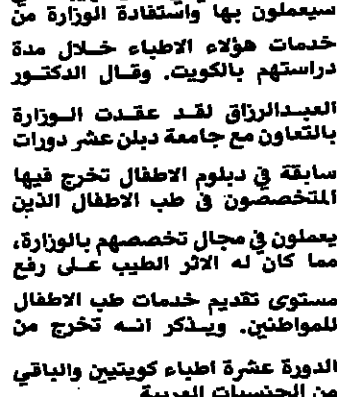 سيعملون بها واستفادة الوزارة من
خدمات هؤلاء الاطباء خلال مدة
دراستهم بالكويت. وقال الدكتور
العبدالرزاق لقد عقدت الوزارة
بالتعاون مع جامعة دبلن عشر دورات
سابقة في دبلوم الاطفال تخرج فيها
المتخصصون في طب الاطفال الذين
يعملون في مجال تخصصهم بالوزارة،
مما كان له الاثر الطيب على رفع
مستوى تقديم خدمات طب الاطفال
للمواطنين. ويذكر انه تخرج من
الدورة عشرة اطباء كويتيين والباقي
من الجنسيات العربية